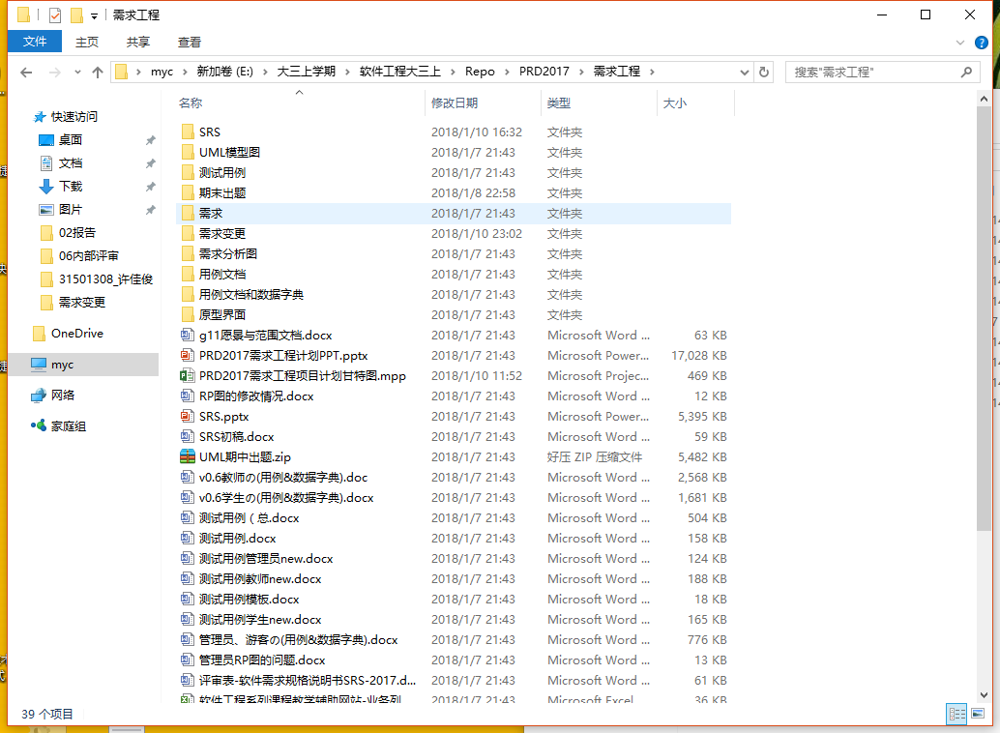 需求工程
文件 主页 共享 查看
myc 新加卷 (E:) 大三上学期 软件工程大三上 Repo PRD2017 需求工程 搜索"需求工程"
名称 修改日期 类型 大小
快速访问
桌面
文档
下载
图片
02报告
06内部评审
31501308_许佳俊
需求变更
OneDrive
myc
网络
家庭组
SRS 2018/1/10 16:32 文件夹
UML模型图 2018/1/7 21:43 文件夹
测试用例 2018/1/7 21:43 文件夹
期末出题 2018/1/8 22:58 文件夹
需求 2018/1/7 21:43 文件夹
需求变更 2018/1/10 23:02 文件夹
需求分析图 2018/1/7 21:43 文件夹
用例文档 2018/1/7 21:43 文件夹
用例文档和数据字典 2018/1/7 21:43 文件夹
原型界面 2018/1/7 21:43 文件夹
g11愿景与范围文档.docx 2018/1/7 21:43 Microsoft Word ... 63 KB
PRD2017需求工程计划PPT.pptx 2018/1/7 21:43 Microsoft Power... 17,028 KB
PRD2017需求工程项目计划甘特图.mpp 2018/1/10 11:52 Microsoft Projec... 469 KB
RP图的修改情况.docx 2018/1/7 21:43 Microsoft Word ... 12 KB
SRS.pptx 2018/1/7 21:43 Microsoft Power... 5,395 KB
SRS初稿.docx 2018/1/7 21:43 Microsoft Word ... 59 KB
UML期中出题.zip 2018/1/7 21:43 好压 ZIP 压缩文件 5,482 KB
v0.6教师の(用例&数据字典).doc 2018/1/7 21:43 Microsoft Word ... 2,568 KB
v0.6学生の(用例&数据字典).docx 2018/1/7 21:43 Microsoft Word ... 1,681 KB
测试用例（总.docx 2018/1/7 21:43 Microsoft Word ... 504 KB
测试用例.docx 2018/1/7 21:43 Microsoft Word ... 158 KB
测试用例管理员new.docx 2018/1/7 21:43 Microsoft Word ... 124 KB
测试用例教师new.docx 2018/1/7 21:43 Microsoft Word ... 188 KB
测试用例模板.docx 2018/1/7 21:43 Microsoft Word ... 18 KB
测试用例学生new.docx 2018/1/7 21:43 Microsoft Word ... 165 KB
管理员、游客の(用例&数据字典).docx 2018/1/7 21:43 Microsoft Word ... 776 KB
管理员RP图的问题.docx 2018/1/7 21:43 Microsoft Word ... 13 KB
评审表-软件需求规格说明书SRS-2017.d... 2018/1/7 21:43 Microsoft Word ... 61 KB
软件工程系列课程教学辅助网站-业务列 2018/1/7 21:43 Microsoft Excel 36 KB
39 个项目